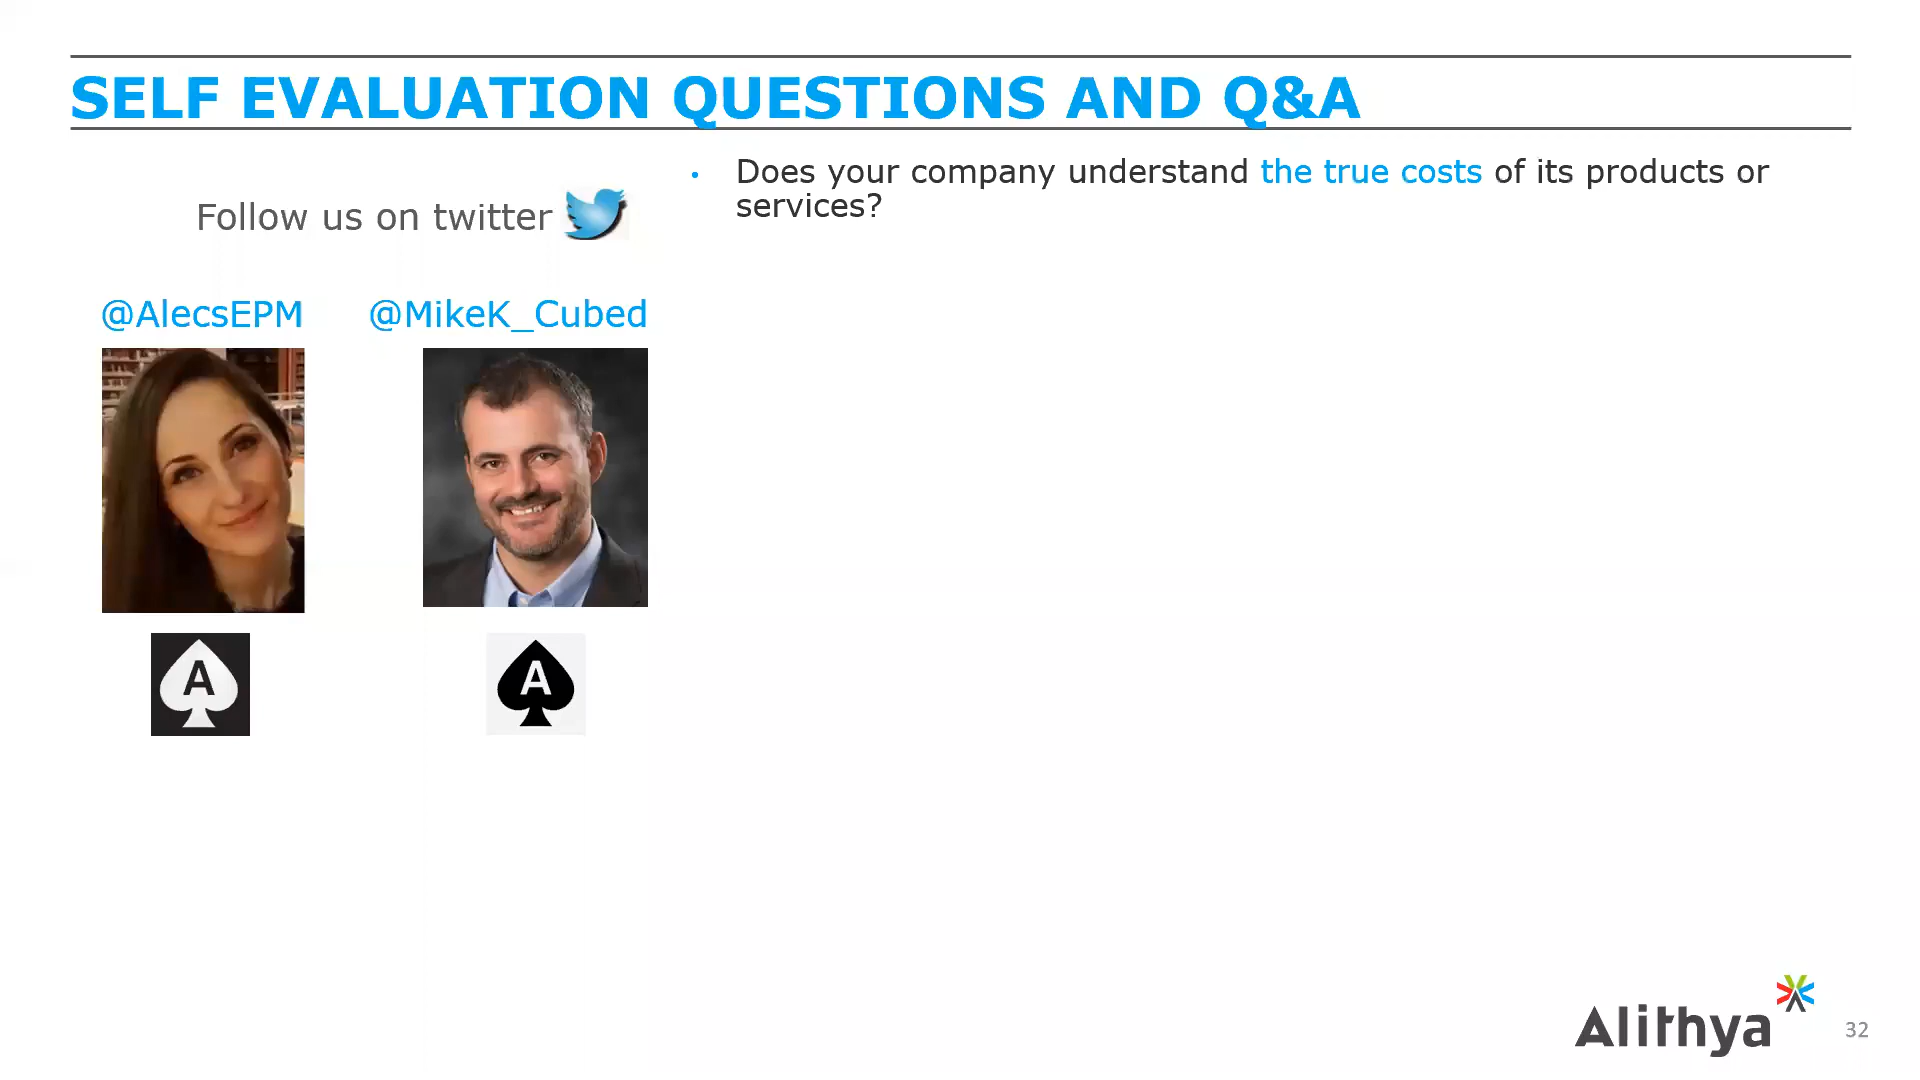 SELF EVALUATION QUESTIONS AND Q&A
Follow us on twitter
@AlecsEPM
@MikeK_Cubed
A
A
• Does your company understand the true costs of its products or
services?
Alithya
32